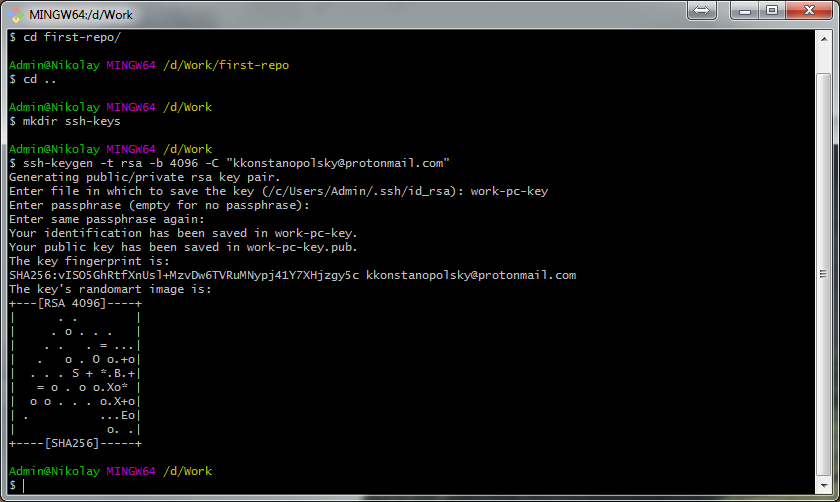 MINGW64:/d/Work
$ cd first-repo/
Admin@Nikolay MINGW64 /d/Work/first-repo
$ cd ..
Admin@Nikolay MINGW64 /d/Work
$ mkdir ssh-keys
Admin@Nikolay MINGW64 /d/Work
$ ssh-keygen -t rsa -b 4096 -C "kkonstanopolsky@protonmail.com"
Generating public/private rsa key pair.
Enter file in which to save the key (/c/Users/Admin/.ssh/id_rsa): work-pc-key
Enter passphrase (empty for no passphrase):
Enter same passphrase again:
Your identification has been saved in work-pc-key.
Your public key has been saved in work-pc-key.pub.
The key fingerprint is:
SHA256:vISO5GhRtfXnUsl+MzvDw6TVRuMNypj41Y7XHjzgy5c kkonstanopolsky@protonmail.com
The key's randomart image is:
+---[RSA 4096]----+
|      . .        |
|     . o . . .   |
|    . .   . = ...|
|   .   o . O o.+o|
|  . . . S + *.B.+|
|   = o . o o.Xo* |
|  o o . . . o.X+o|
| .          ...Eo|
|             o. .|
+----[SHA256]-----+
Admin@Nikolay MINGW64 /d/Work
$